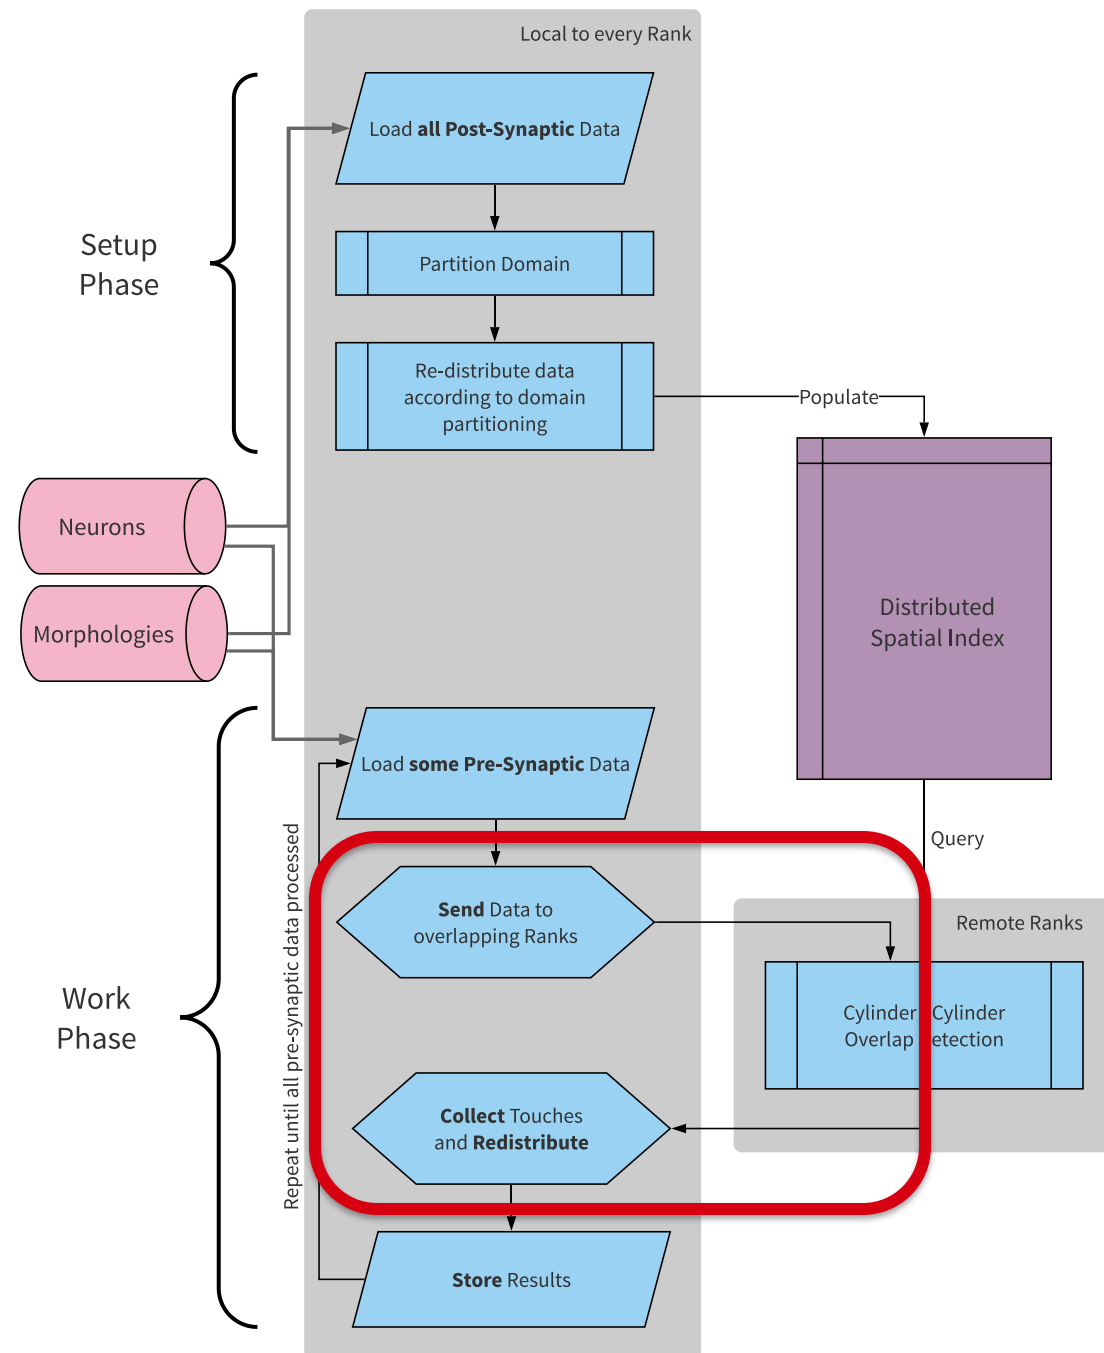 Local to every Rank
Load all Post-Synaptic Data
Setup
Phase
Partition Domain
Re-distribute data
according to domain
partitioning
Populate
Neurons
Morphologies
Distributed
Spatial Index
Load some Pre-Synaptic Data
Query
Repeat until all pre-synaptic data processed
Send Data to
overlapping Ranks
Remote Ranks
Work
Phase
Cylinder Cylinder
Overlap etection
Collect Touches
and Redistribute
Store Results